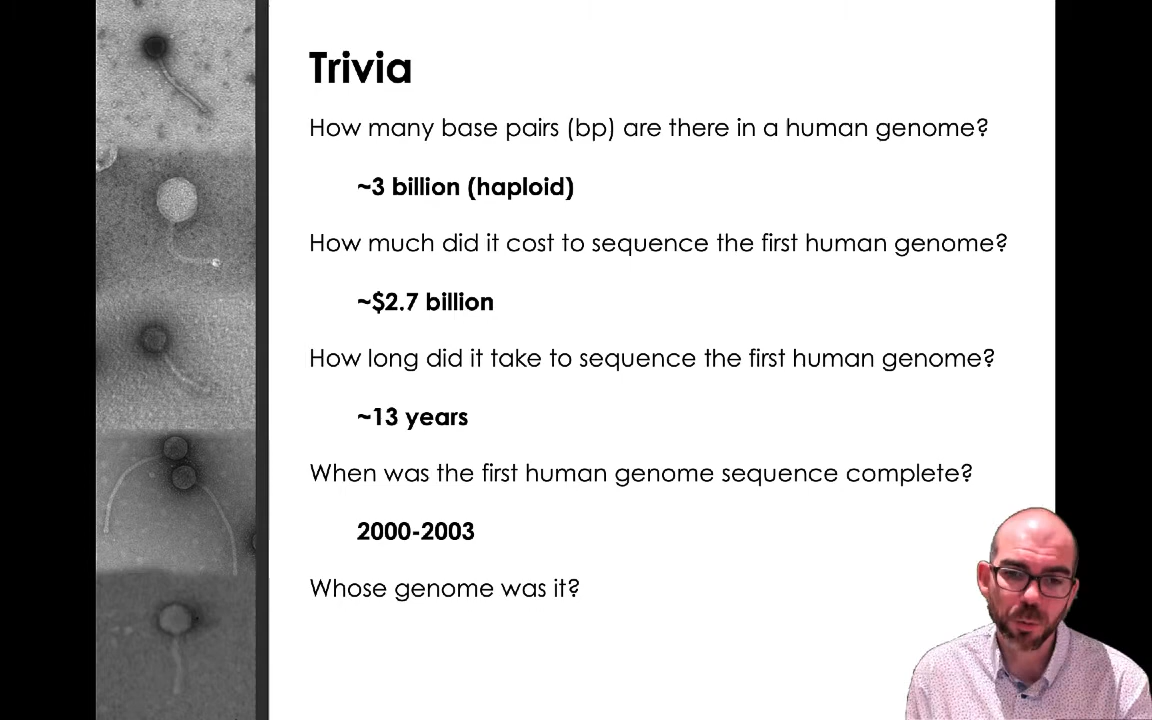 Trivia
How many base pairs (bp) are there in a human genome?
~3 billion (haploid)
How much did it cost to sequence the first human genome?
~$2.7 billion
How long did it take to sequence the first human genome?
~13 years
When was the first human genome sequence complete?
2000-2003
Whose genome was it?